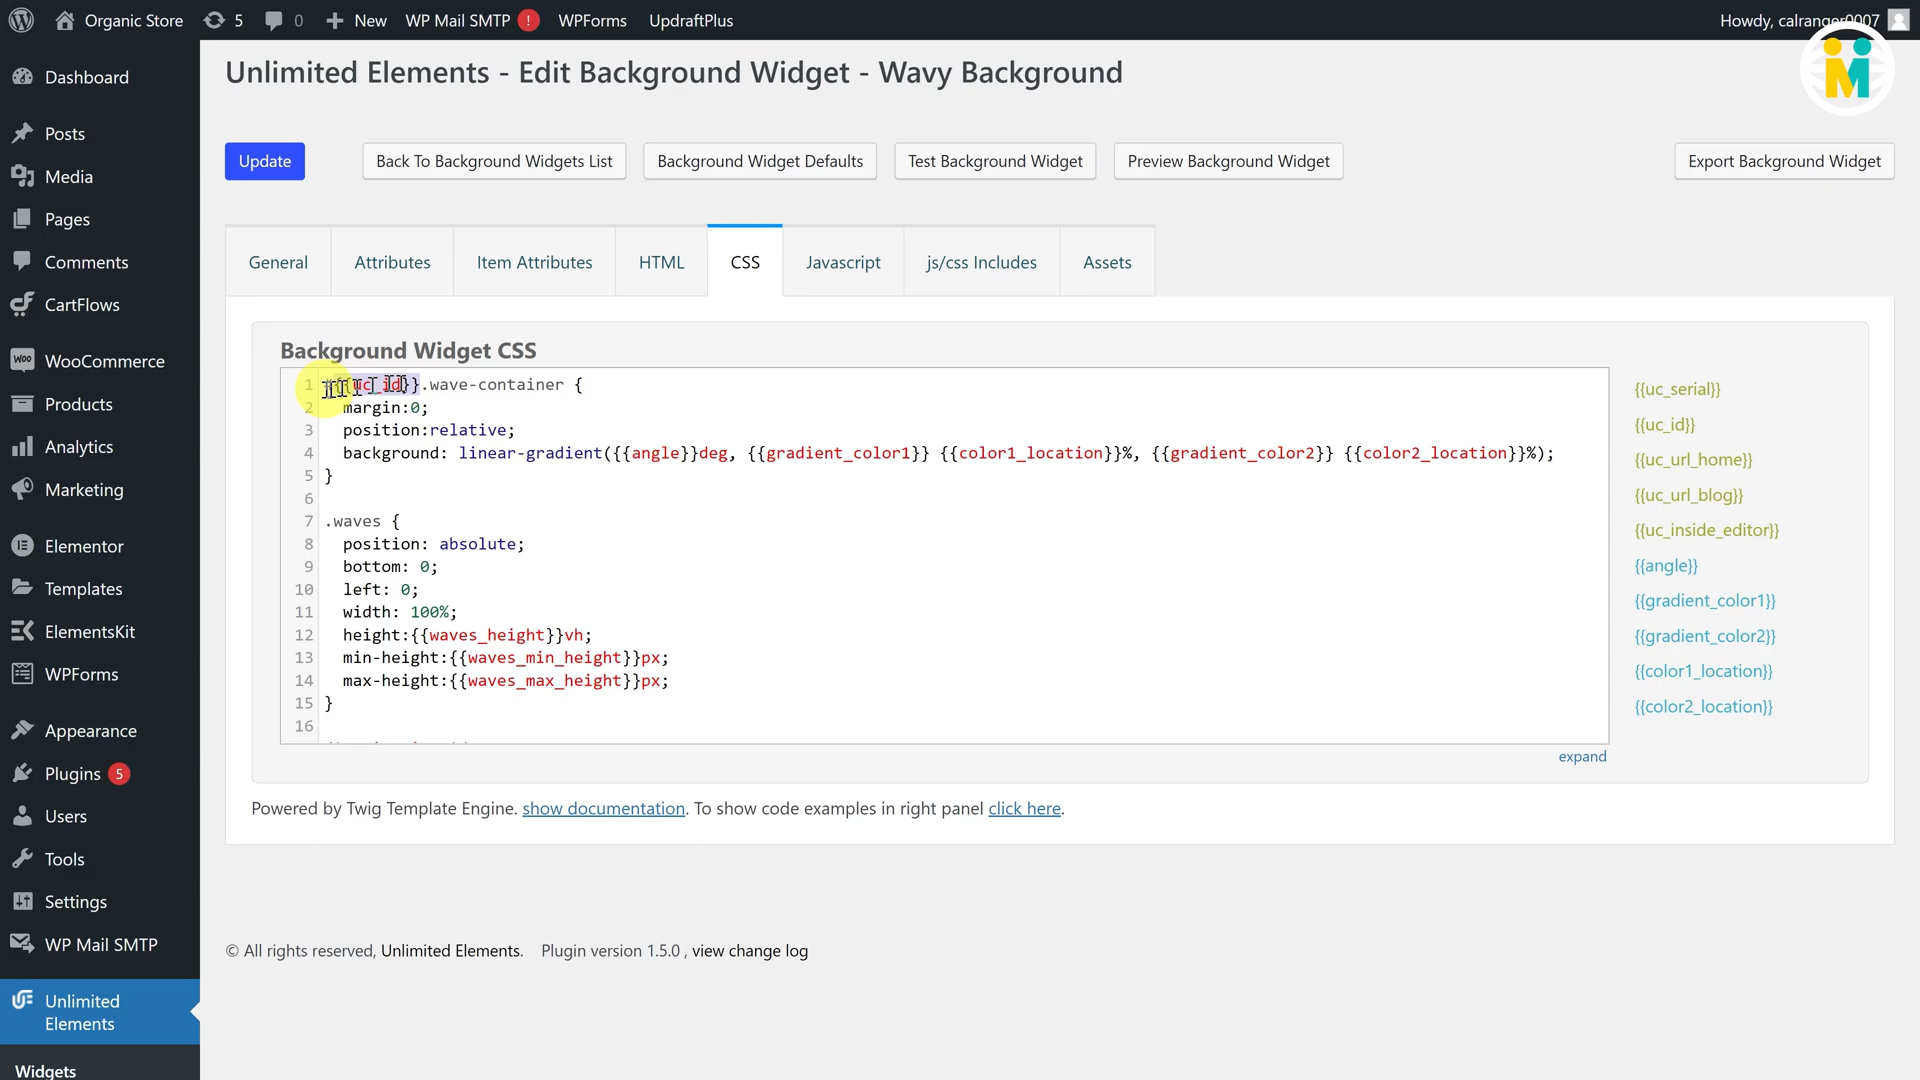 Organic Store 5 0 New WP Mail SMTP ! WPForms UpdraftPlus Howdy, calranger0007
Dashboard
Posts
Media
Pages
Comments
CartFlows
WooCommerce
Products
Analytics
Marketing
Elementor
Templates
ElementsKit
WPForms
Appearance
Plugins 5
Users
Tools
Settings
WP Mail SMTP
Unlimited
Elements
Widgets
Unlimited Elements - Edit Background Widget - Wavy Background
M
Update Back To Background Widgets List Background Widget Defaults Test Background Widget Preview Background Widget Export Background Widget
General Attributes Item Attributes HTML CSS Javascript js/css Includes Assets
Background Widget CSS
1 #{{uc_id}}.wave-container {
2 margin:0;
3 position:relative;
4 background: linear-gradient({{angle}}deg, {{gradient_color1}} {{color1_location}}%, {{gradient_color2}} {{color2_location}}%);
5 }
6
7 .waves {
8 position: absolute;
9 bottom: 0;
10 left: 0;
11 width: 100%;
12 height:{{waves_height}}vh;
13 min-height:{{waves_min_height}}px;
14 max-height:{{waves_max_height}}px;
15 }
16
{{uc_serial}}
{{uc_id}}
{{uc_url_home}}
{{uc_url_blog}}
{{uc_inside_editor}}
{{angle}}
{{gradient_color1}}
{{gradient_color2}}
{{color1_location}}
{{color2_location}}
expand
Powered by Twig Template Engine. show documentation. To show code examples in right panel click here.
© All rights reserved, Unlimited Elements. Plugin version 1.5.0 , view change log